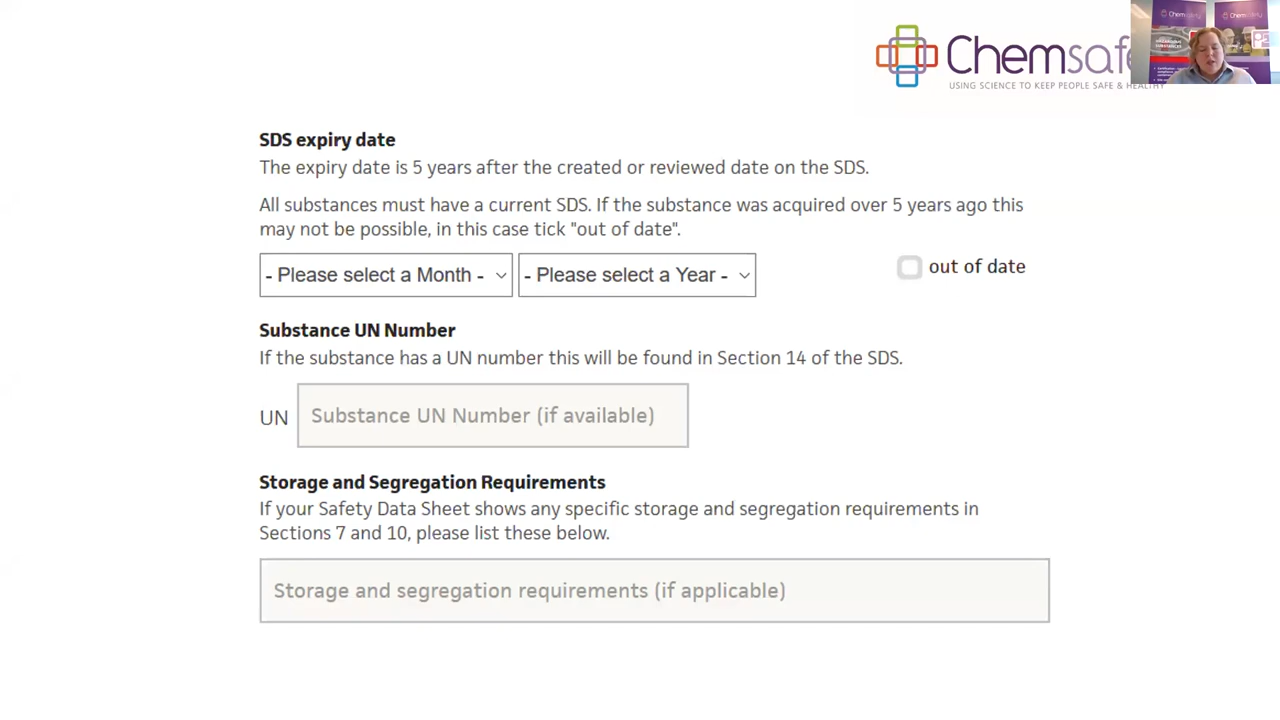 Chemsafe
USING SCIENCE TO KEEP PEOPLE SAFE & HEALTHY
SDS expiry date
The expiry date is 5 years after the created or reviewed date on the SDS.
All substances must have a current SDS. If the substance was acquired over 5 years ago this
may not be possible, in this case tick "out of date".
- Please select a Month - - Please select a Year - out of date
Substance UN Number
If the substance has a UN number this will be found in Section 14 of the SDS.
UN Substance UN Number (if available)
Storage and Segregation Requirements
If your Safety Data Sheet shows any specific storage and segregation requirements in
Sections 7 and 10, please list these below.
Storage and segregation requirements (if applicable)